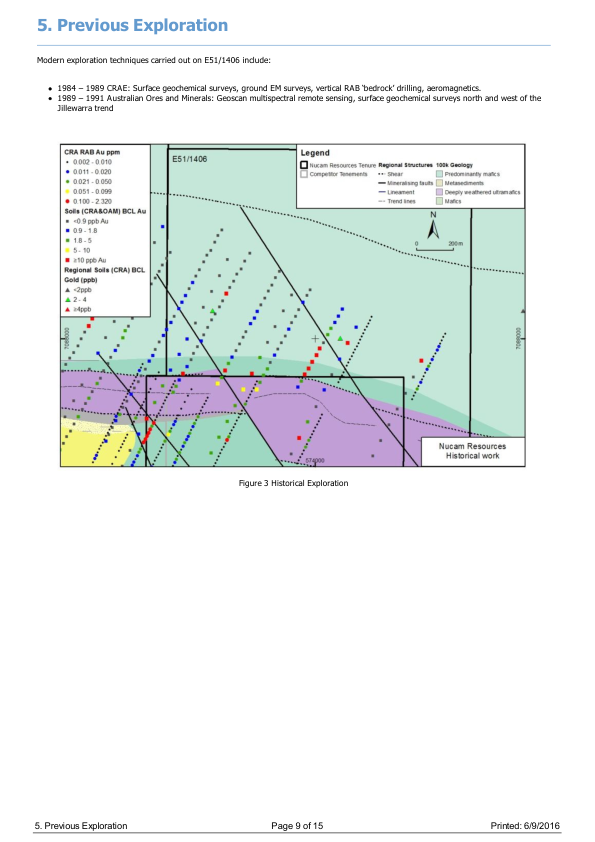 5. Previous Exploration
Modern exploration techniques carried out on E51/1406 include:
• 1984 – 1989 CRAE: Surface geochemical surveys, ground EM surveys, vertical RAB 'bedrock' drilling, aeromagnetics.
• 1989 – 1991 Australian Ores and Minerals: Geoscan multispectral remote sensing, surface geochemical surveys north and west of the
Jillewarra trend
CRA RAB Au ppm
0.002 - 0.010
0.011 - 0.020
0.021 - 0.050
0.051 - 0.099
0.100 - 2.320
Soils (CRA&OAM) BCL Au
<0.9 ppb Au
0.9 - 1.8
1.8 - 5
5 - 10
≥10 ppb Au
Regional Soils (CRA) BCL
Gold (ppb)
<2ppb
2 - 4
≥4ppb
E51/1406
Legend
Nucam Resources Tenure
Competitor Tenements
Regional Structures
Shear
Mineralising faults
Lineament
Trend lines
100k Geology
Predominantly mafics
Metasediments
Deeply weathered ultramafics
Mafics
N
0 200m
574000
Nucam Resources
Historical work
Figure 3 Historical Exploration
5. Previous Exploration Page 9 of 15 Printed: 6/9/2016